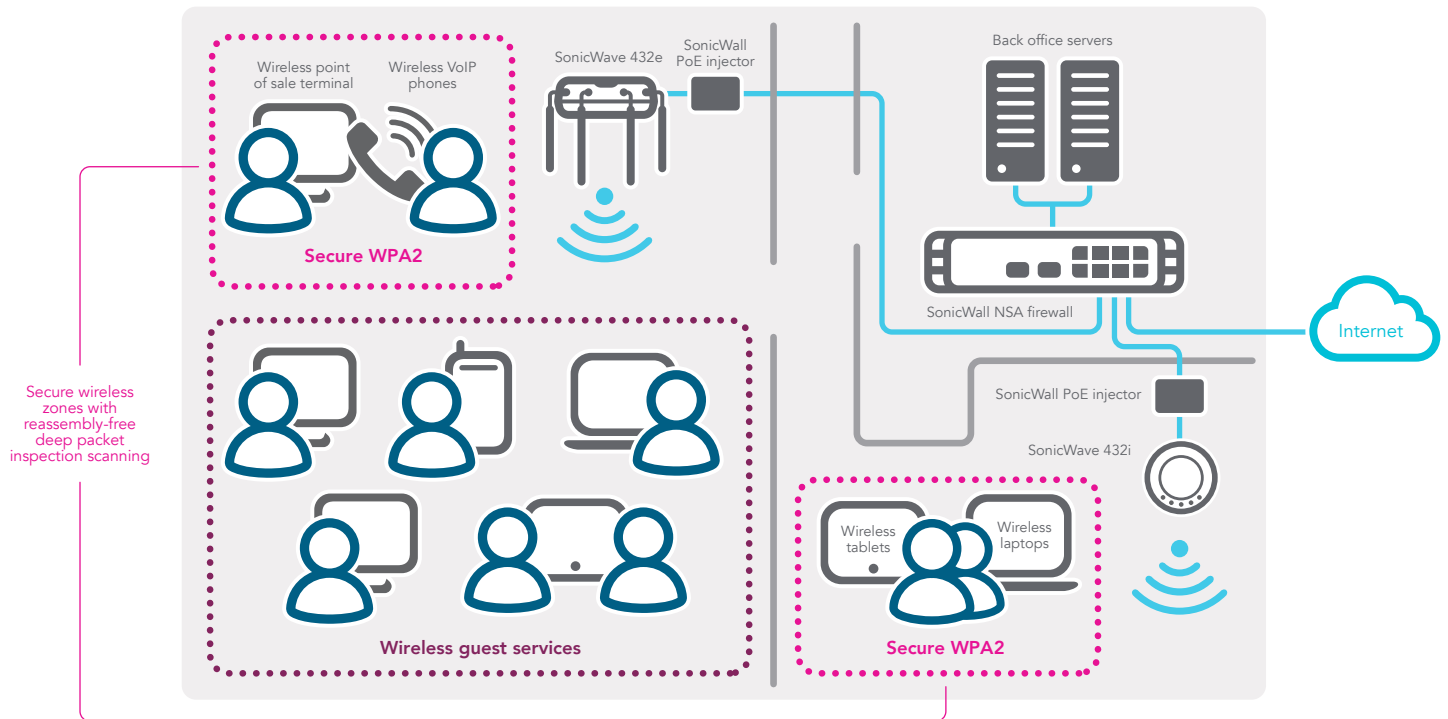 Wireless point
of sale terminal
Wireless VoIP
phones
Secure WPA2
SonicWave 432e
SonicWall
PoE injector
Back office servers
SonicWall NSA firewall
Internet
Secure wireless
zones with
reassembly-free
deep packet
inspection scanning
Wireless guest services
SonicWall PoE injector
SonicWave 432i
Wireless
tablets
Wireless
laptops
Secure WPA2